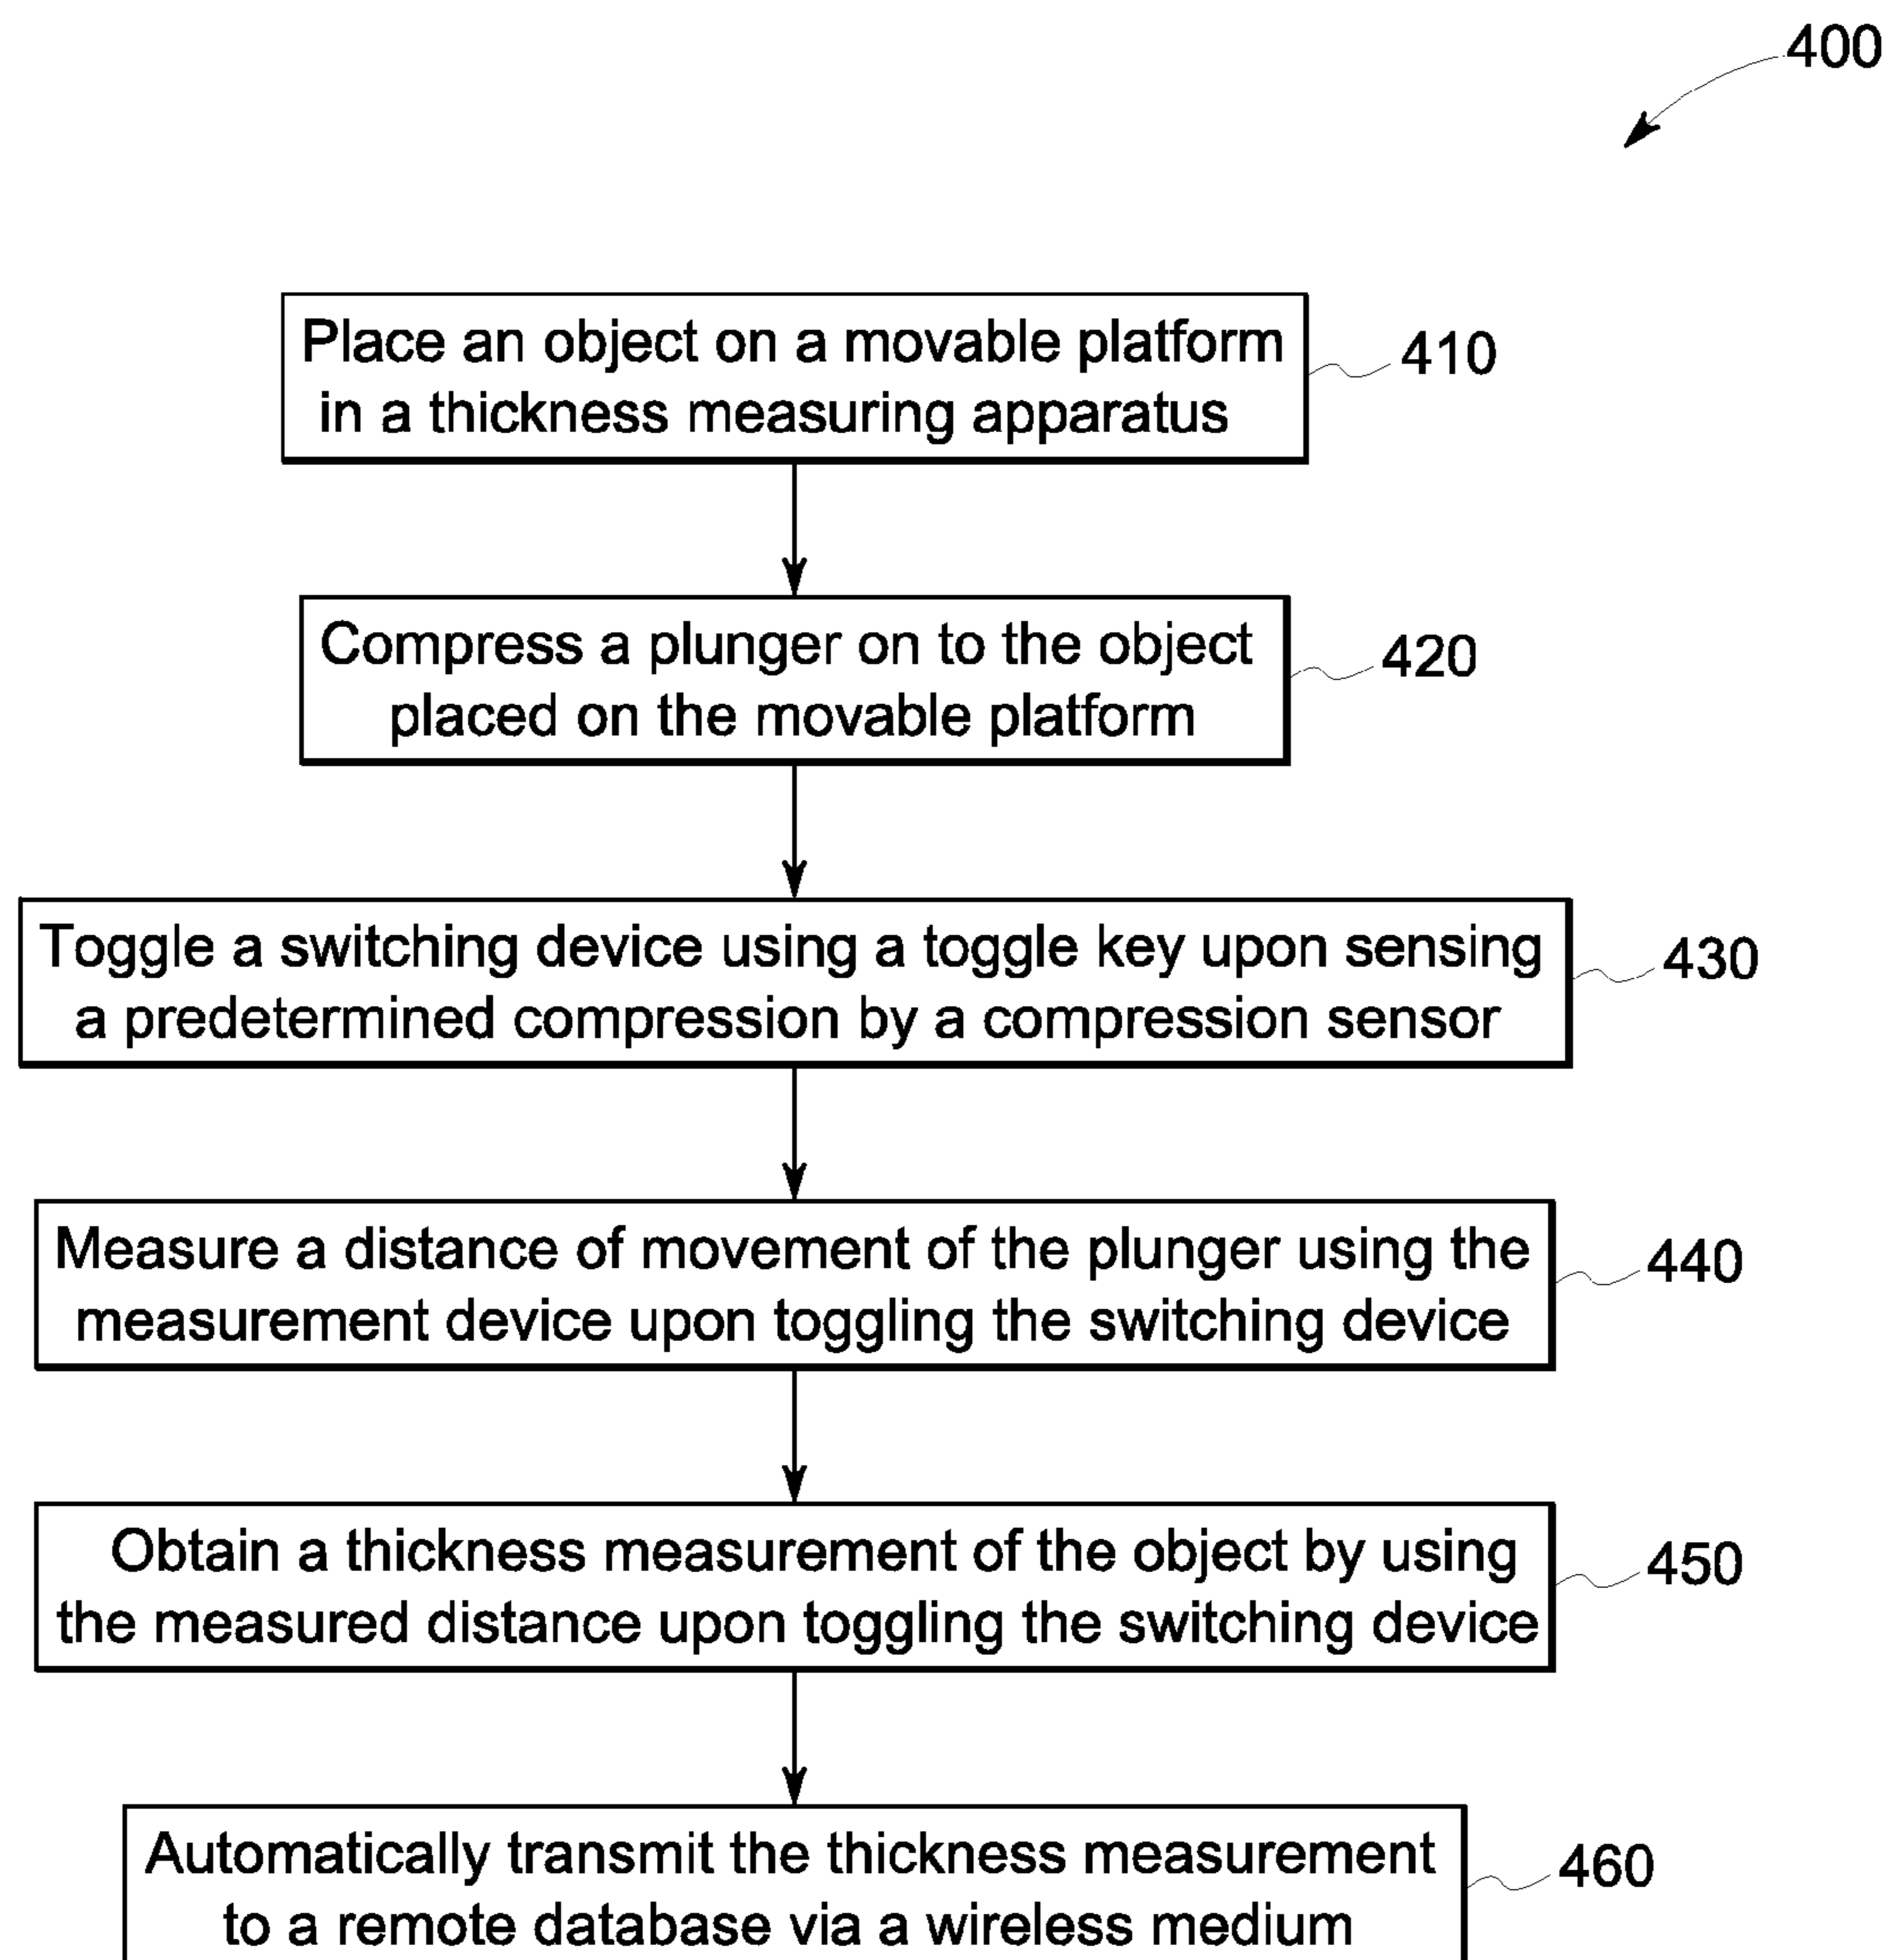 400
Place an object on a movable platform
in a thickness measuring apparatus
410
Compress a plunger on to the object
placed on the movable platform
420
Toggle a switching device using a toggle key upon sensing
a predetermined compression by a compression sensor
430
Measure a distance of movement of the plunger using the
measurement device upon toggling the switching device
440
Obtain a thickness measurement of the object by using
the measured distance upon toggling the switching device
450
Automatically transmit the thickness measurement
to a remote database via a wireless medium
460